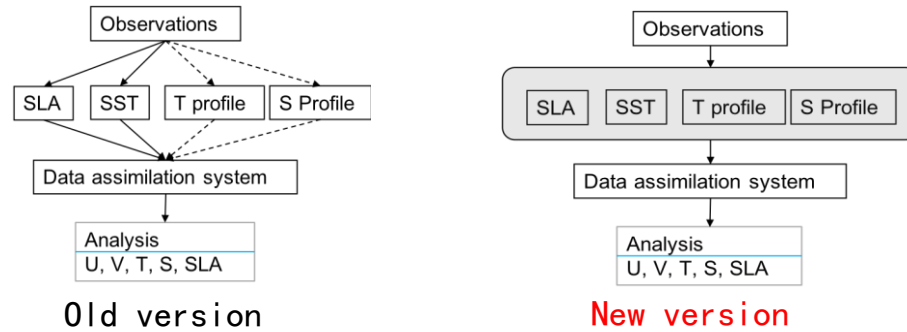 Observations
SLA
SST
T profile
S Profile
Data assimilation system
Analysis
U, V, T, S, SLA
Old version
Observations
SLA
SST
T profile
S Profile
Data assimilation system
Analysis
U, V, T, S, SLA
New version